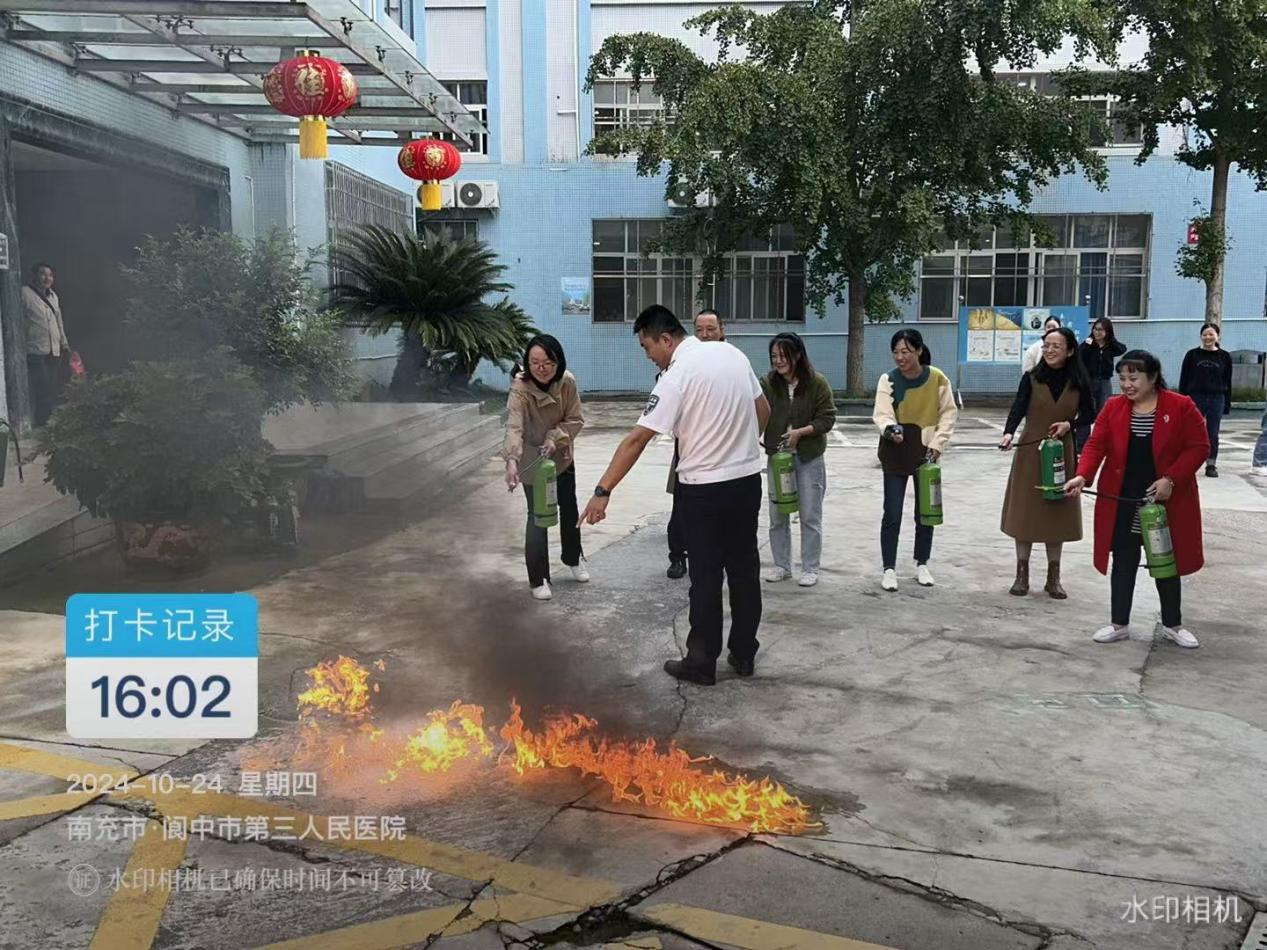 打卡记录
16:02
2024-10-24 星期四
南充市·阆中市第三人民医院
证 水印相机已确保时间不可篡改
水印相机